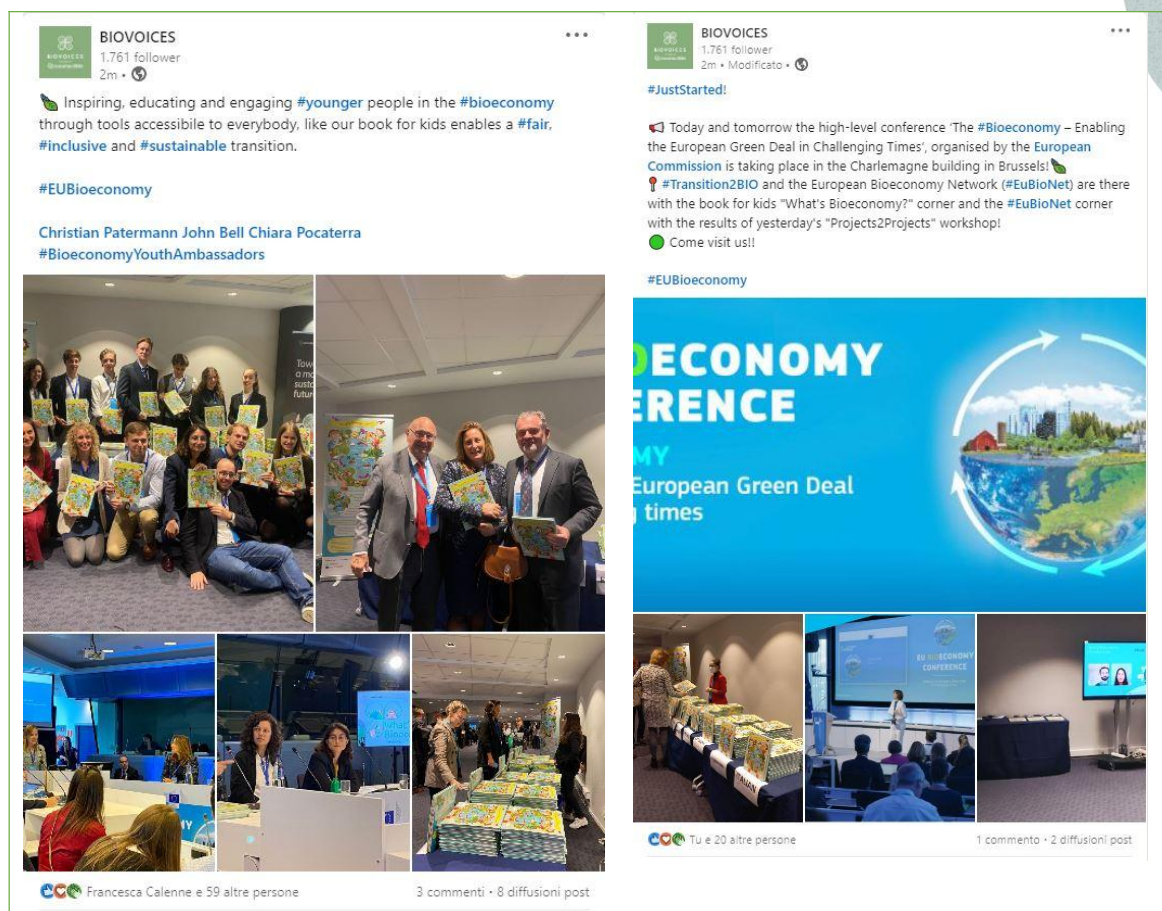 BIOVOICES
1.761 follower
2m •
Inspiring, educating and engaging #younger people in the #bioeconomy
through tools accessibile to everybody, like our book for kids enables a #fair,
#inclusive and #sustainable transition.
#EUBioeconomy
Christian Patermann John Bell Chiara Pocaterra
#BioeconomyYouthAmbassadors
Francesca Calenne e 59 altre persone
3 commenti • 8 diffusioni post
BIOVOICES
1.761 follower
2m • Modificato •
#JustStarted!
Today and tomorrow the high-level conference 'The #Bioeconomy – Enabling
the European Green Deal in Challenging Times', organised by the European
Commission is taking place in the Charlemagne building in Brussels!
#Transition2BIO and the European Bioeconomy Network (#EuBioNet) are there
with the book for kids "What's Bioeconomy?" corner and the #EuBioNet corner
with the results of yesterday's "Projects2Projects" workshop!
Come visit us!!
#EUBioeconomy
OECONOMY
ERENCE
MY
European Green Deal
times
EU BIOECONOMY
CONFERENCE
ITALIAN
Tu e 20 altre persone
1 commento • 2 diffusioni post